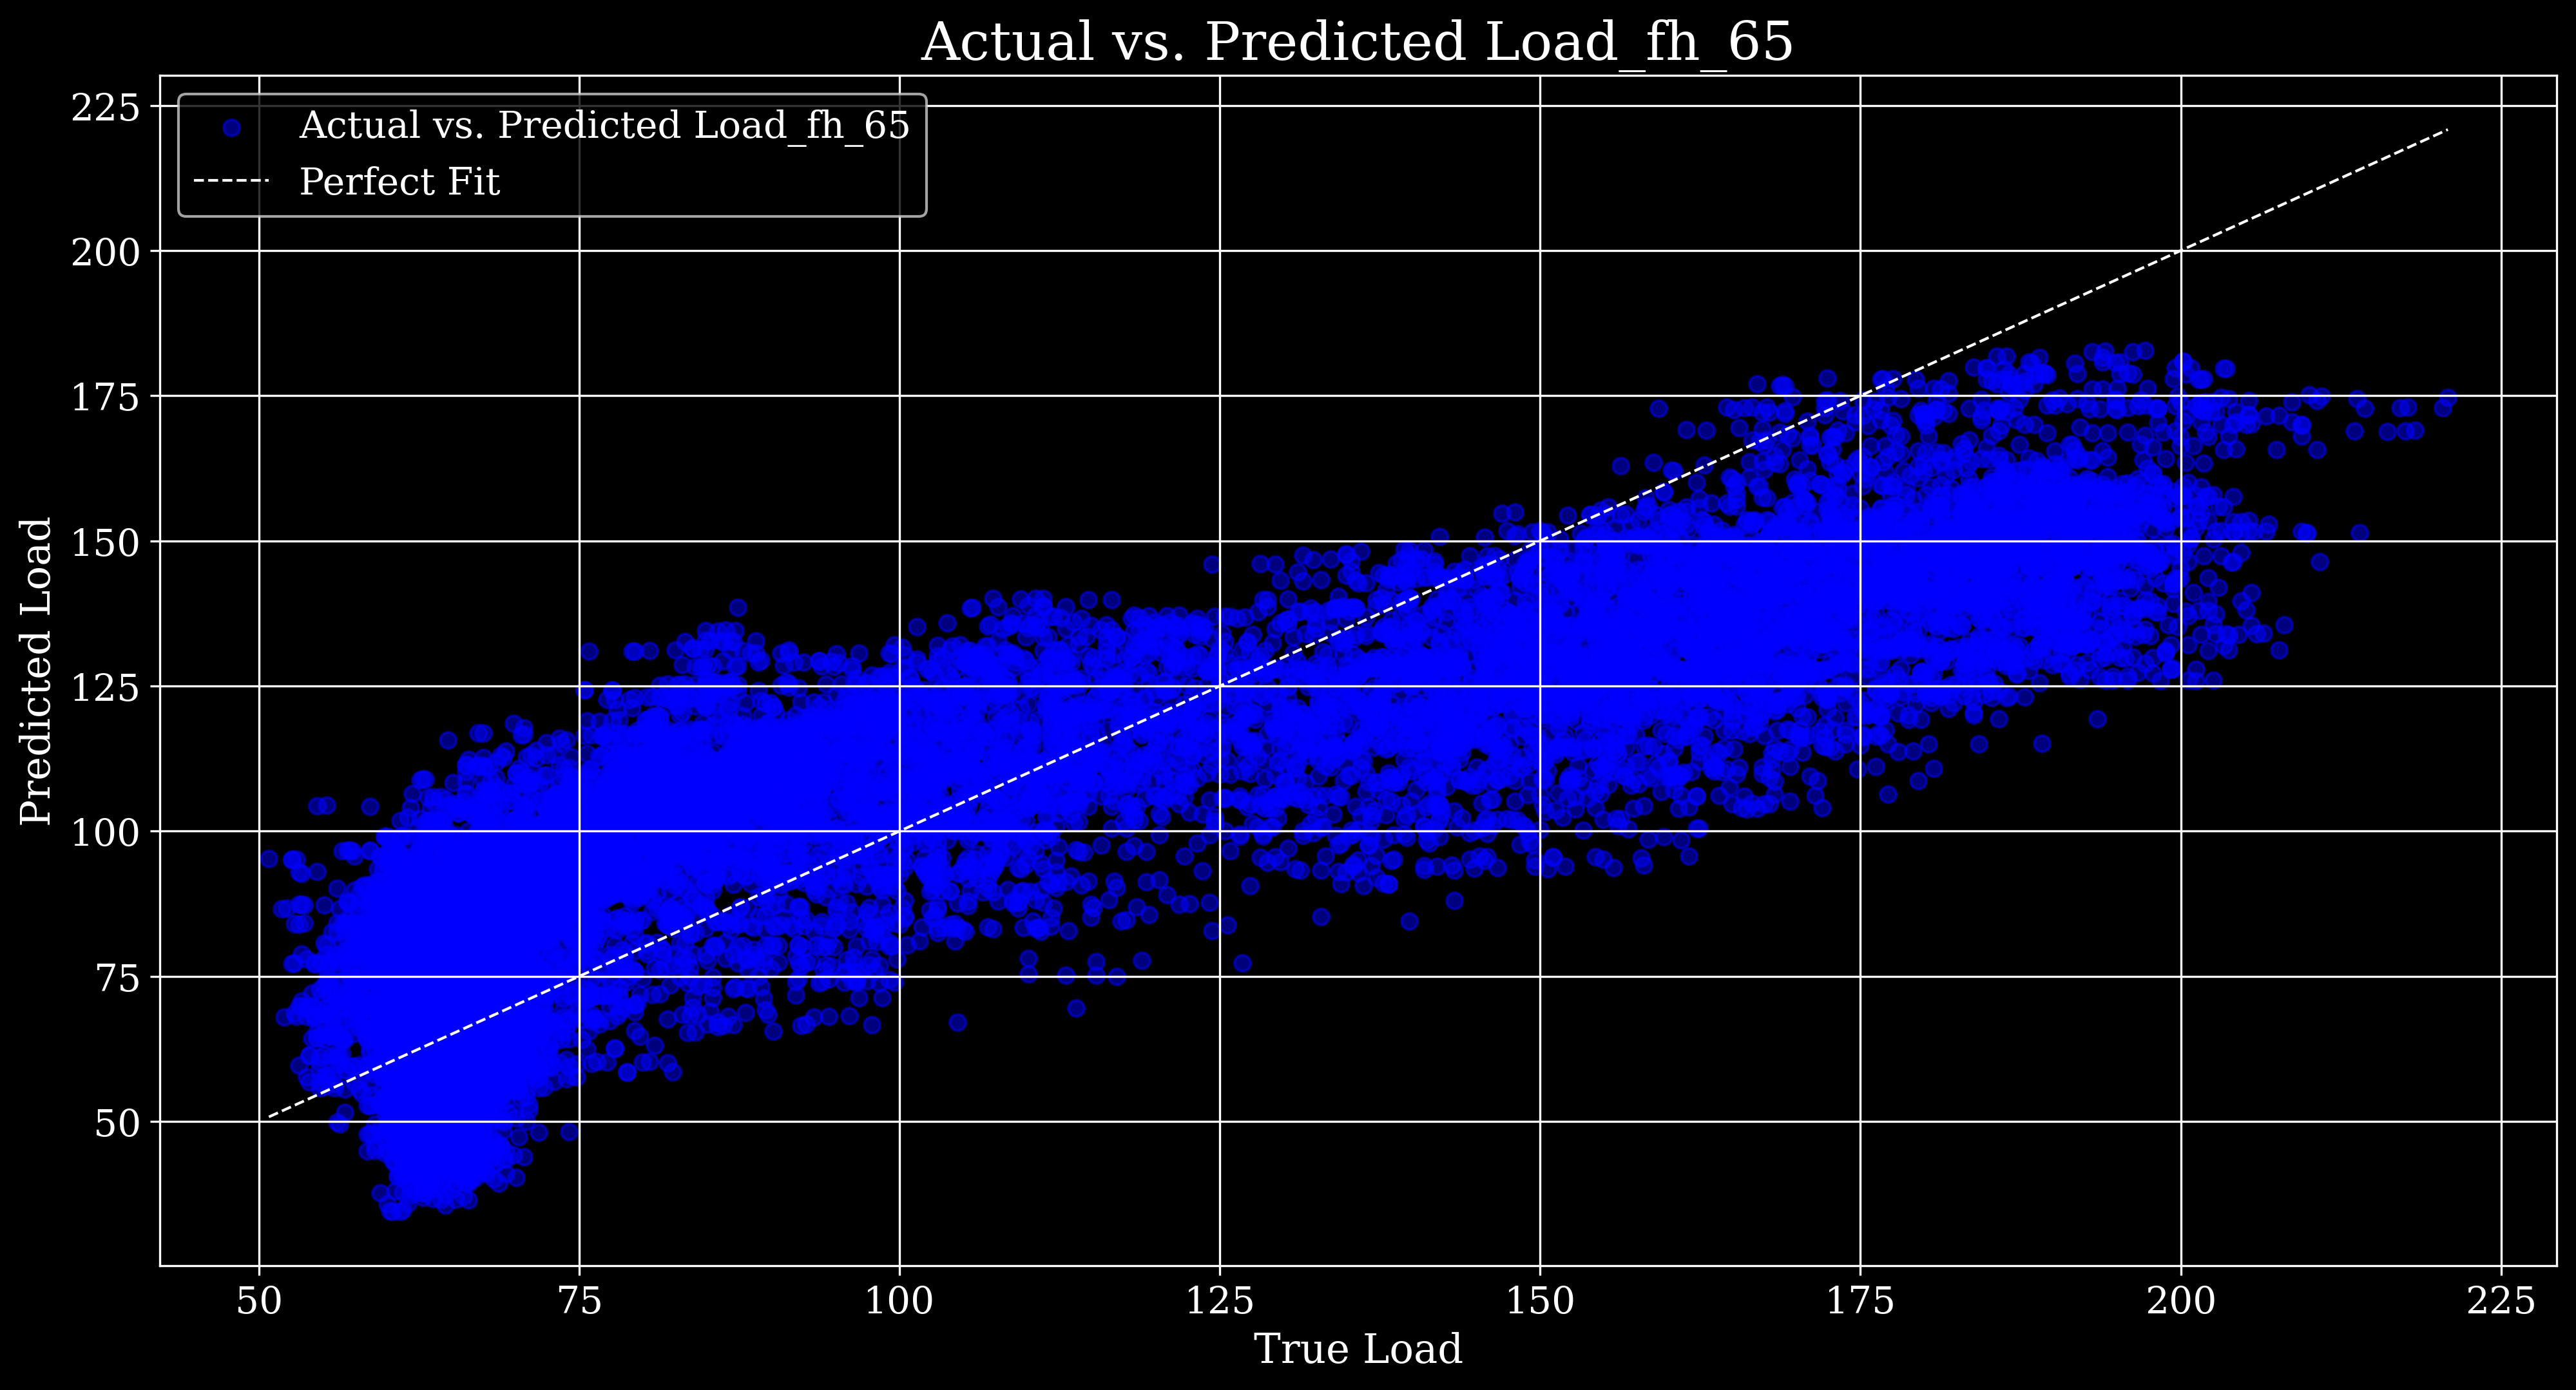 Actual vs. Predicted Load_fh_65
Actual vs. Predicted Load_fh_65
Perfect Fit
Predicted Load
225
200
175
150
125
100
75
50
50 75 100 125 150 175 200 225
True Load